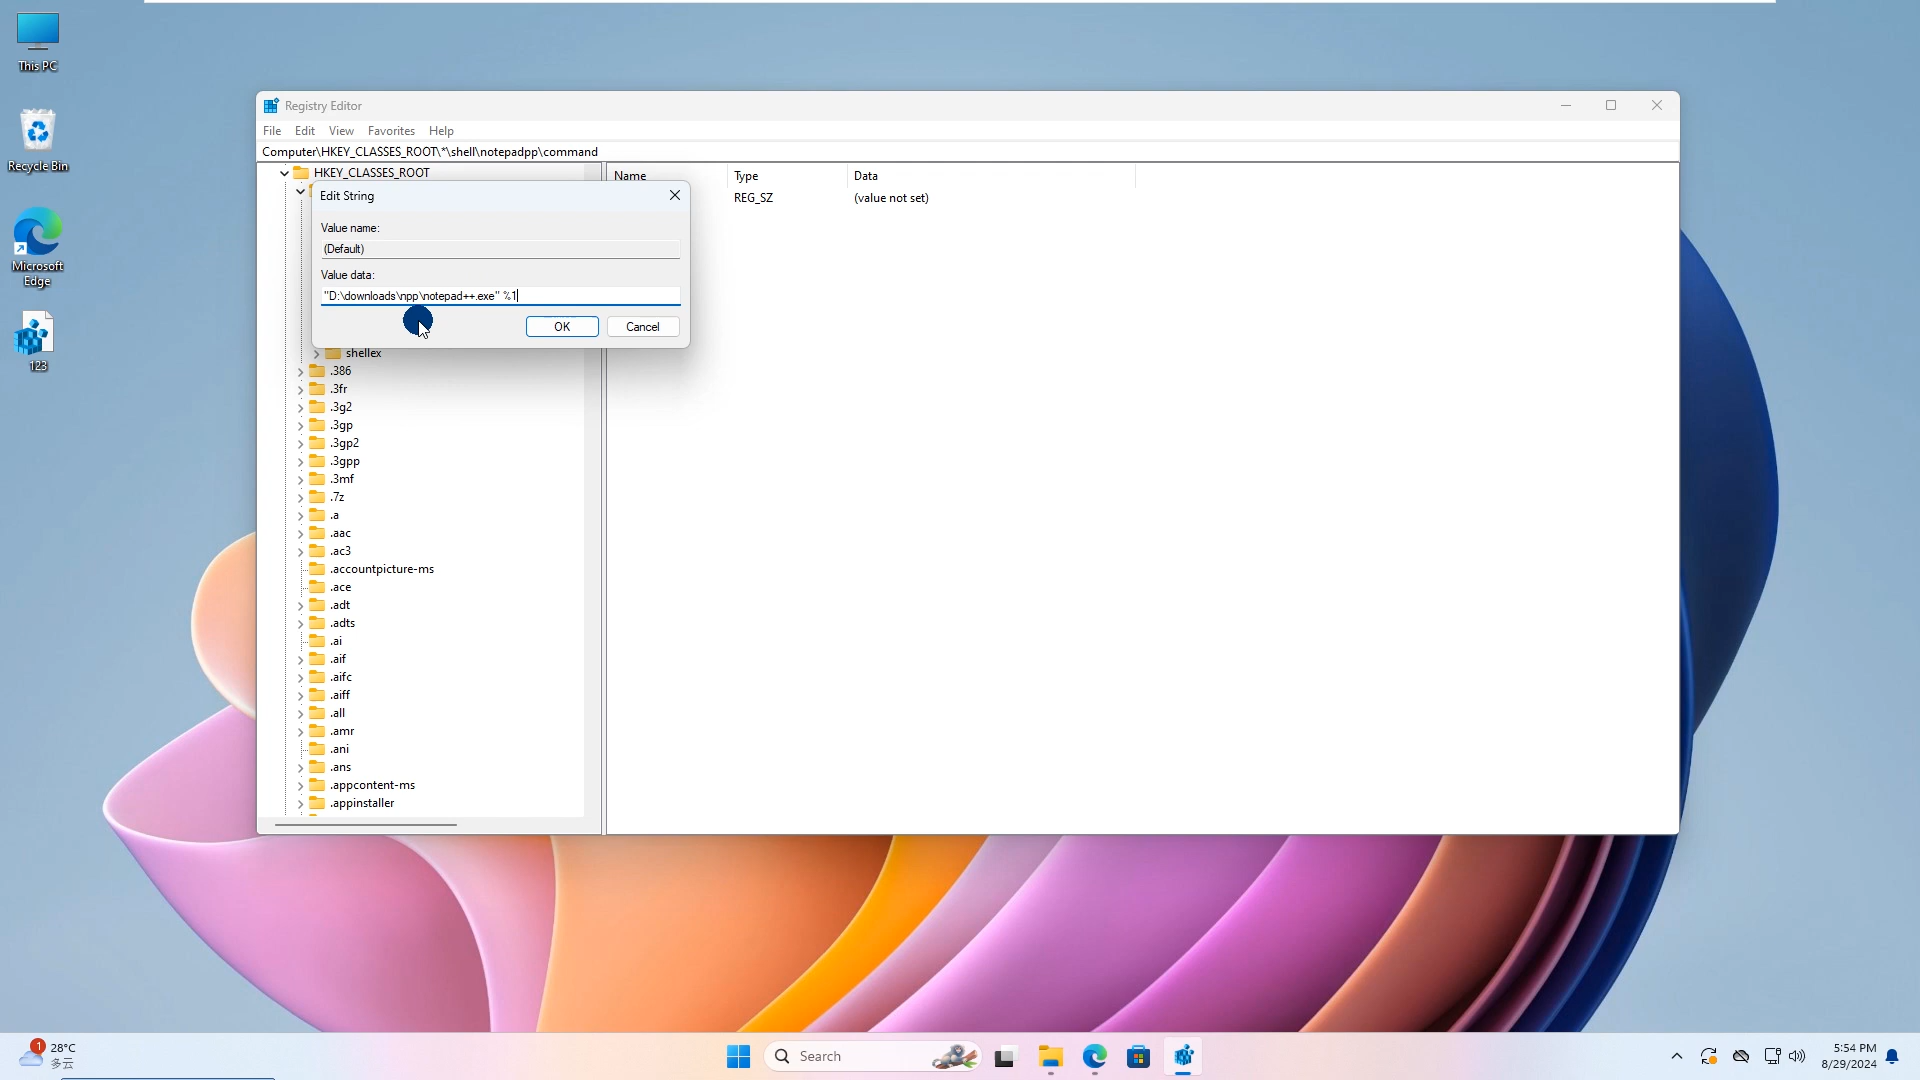 This PC
Recycle Bin
Microsoft
Edge
123
Registry Editor
File Edit View Favorites Help
Computer\HKEY_CLASSES_ROOT\*\shell\notepadpp\command
HKEY_CLASSES_ROOT
Name Type Data
REG_SZ (value not set)
Edit String
Value name:
(Default)
Value data:
"D:\downloads\npp\notepad++.exe" %1
OK Cancel
shellex
.386
.3fr
.3g2
.3gp
.3gp2
.3gpp
.3mf
.7z
.a
.aac
.ac3
.accountpicture-ms
.ace
.adt
.adts
.ai
.aif
.aifc
.aiff
.all
.amr
.ani
.ans
.appcontent-ms
.appinstaller
1
28°C
多云
Search
5:54 PM
8/29/2024